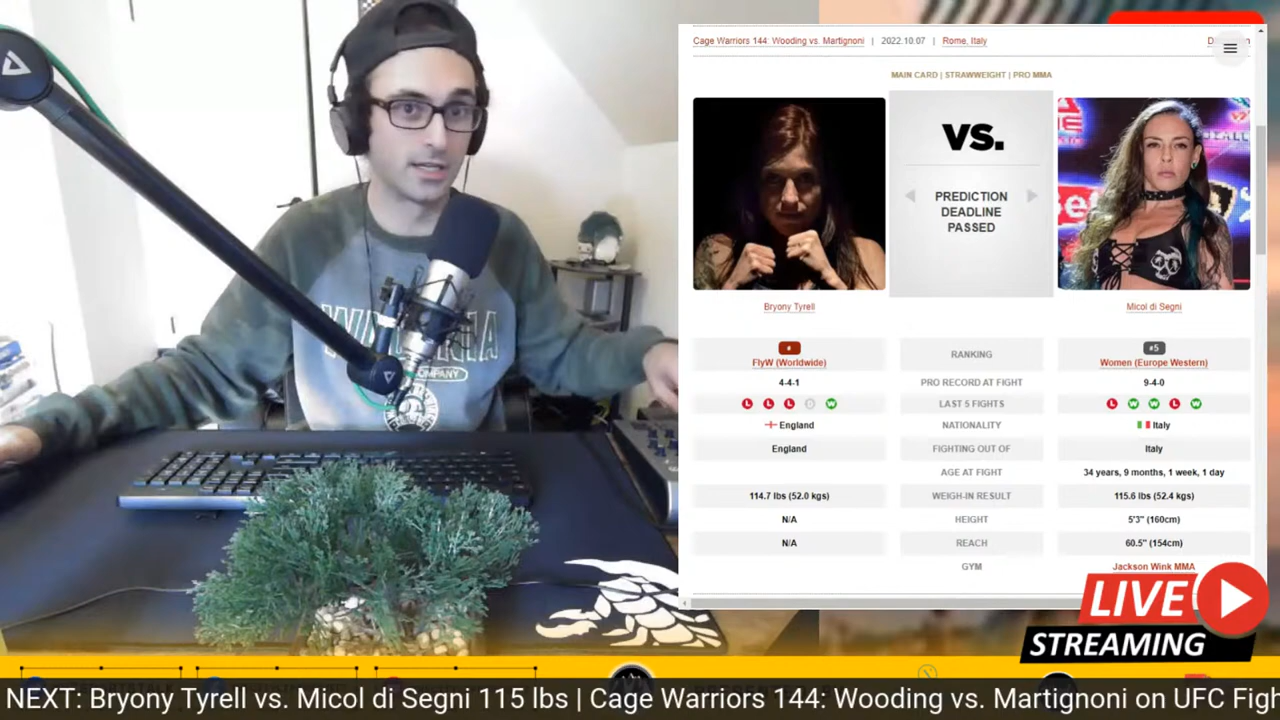 Cage Warriors 144: Wooding vs. Martignoni | 2022.10.07 | Rome, Italy
MAIN CARD | STRAWWEIGHT | PRO MMA
VS.
PREDICTION
DEADLINE
PASSED
Bryony Tyrell
Micol di Segni
# #5
FlyW (Worldwide) RANKING Women (Europe Western)
4-4-1 PRO RECORD AT FIGHT 9-4-0
L L L D W LAST 5 FIGHTS L W W L W
England NATIONALITY Italy
England FIGHTING OUT OF Italy
AGE AT FIGHT 34 years, 9 months, 1 week, 1 day
114.7 lbs (52.0 kgs) WEIGH-IN RESULT 115.6 lbs (52.4 kgs)
N/A HEIGHT 5'3" (160cm)
N/A REACH 60.5" (154cm)
GYM Jackson Wink MMA
COMPANY
LIVE
STREAMING
NEXT: Bryony Tyrell vs. Micol di Segni 115 lbs | Cage Warriors 144: Wooding vs. Martignoni on UFC Figh